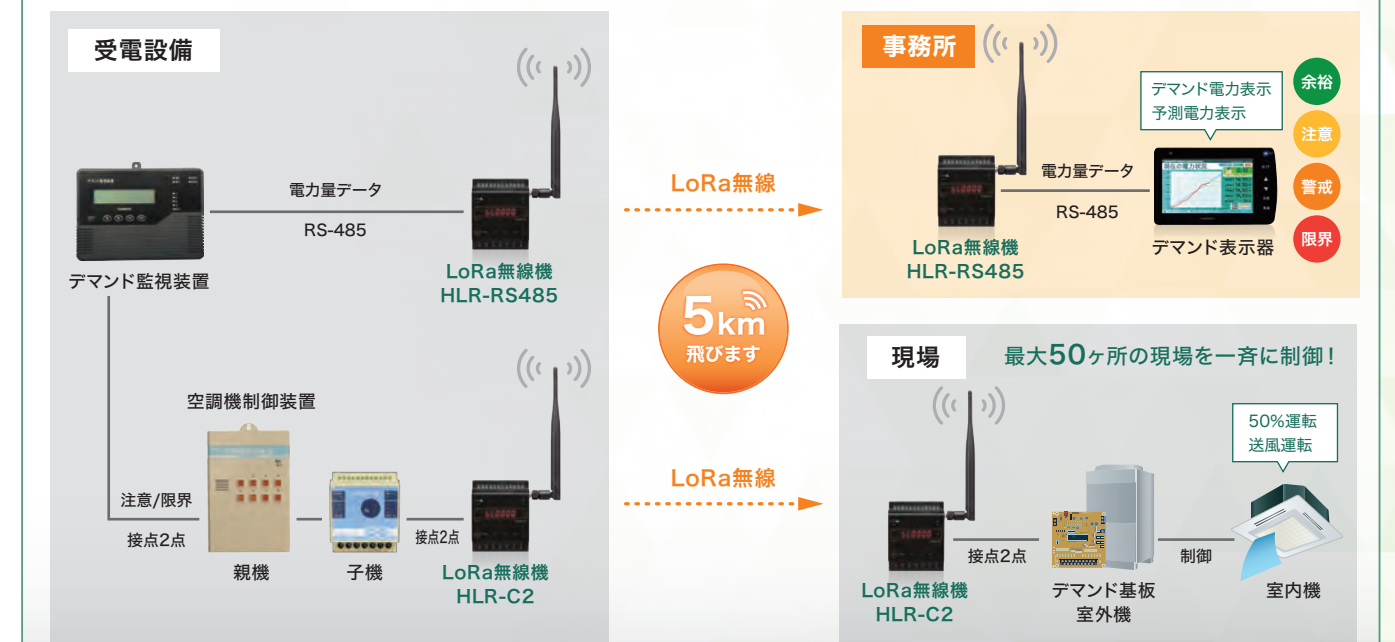 受電設備
電力量データ
RS-485
デマンド監視装置
LoRa無線機
HLR-RS485
空調機制御装置
注意/限界
接点2点
親機
子機
接点2点
LoRa無線機
HLR-C2
LoRa無線
5km
飛びます
LoRa無線
事務所
デマンド電力表示
予測電力表示
余裕
注意
警戒
限界
電力量データ
RS-485
LoRa無線機
HLR-RS485
デマンド表示器
現場
最大50ヶ所の現場を一斉に制御!
50%運転
送風運転
接点2点
制御
LoRa無線機
HLR-C2
デマンド基板
室外機
室内機